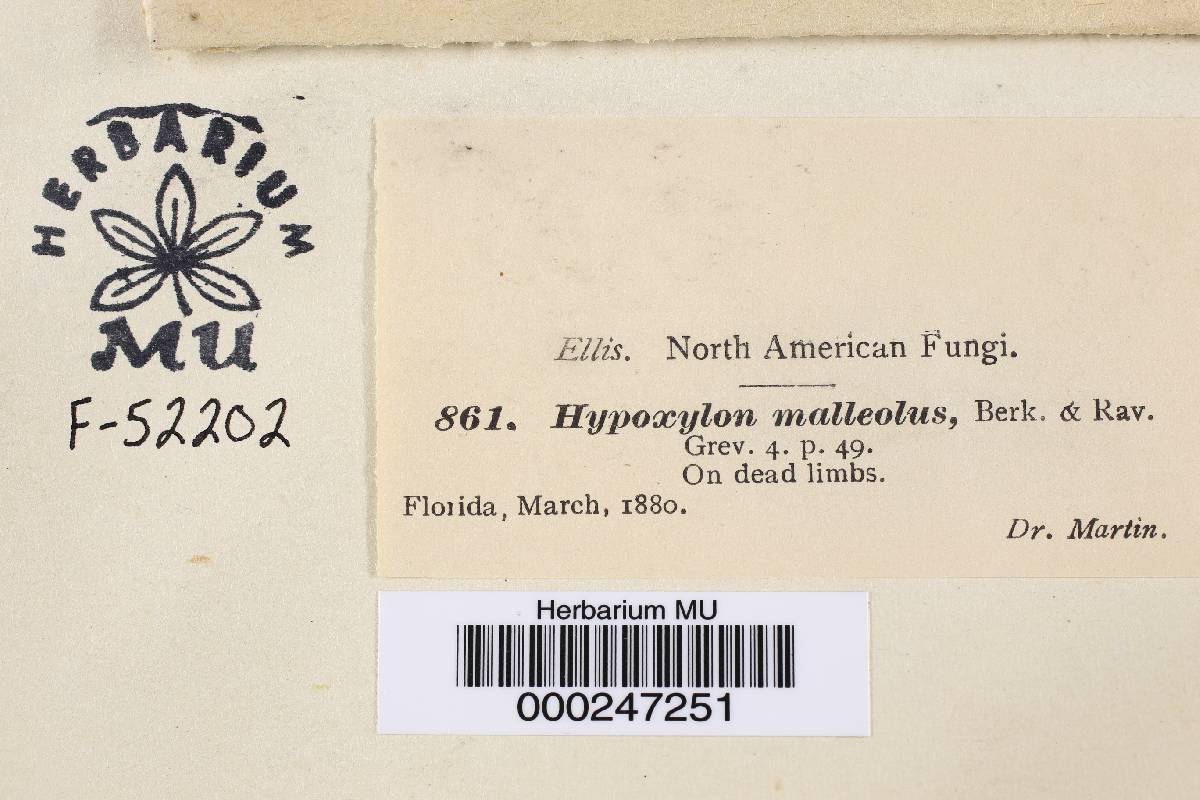 HERBARIUM
MU
F-52202
Ellis. North American Fungi.
861. Hypoxylon malleolus, Berk. & Rav.
Grev. 4. p. 49.
On dead limbs.
Florida, March, 1880.
Dr. Martin.
Herbarium MU
000247251